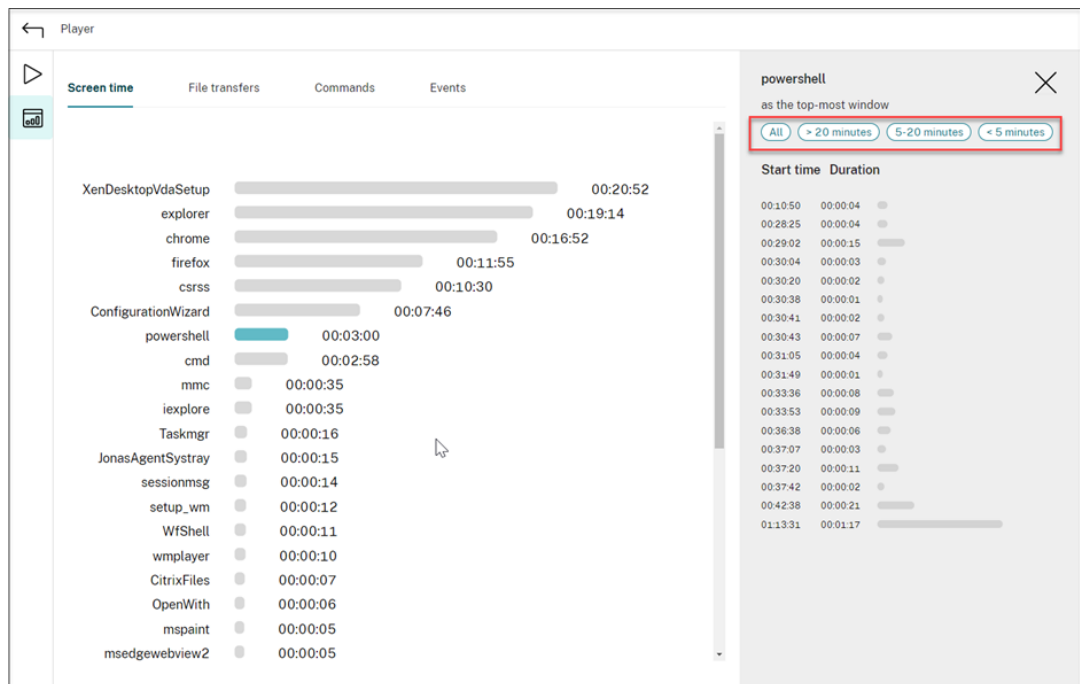 Player
Screen time File transfers Commands Events
XenDesktopVdaSetup 00:20:52
explorer 00:19:14
chrome 00:16:52
firefox 00:11:55
csrss 00:10:30
ConfigurationWizard 00:07:46
powershell 00:03:00
cmd 00:02:58
mmc 00:00:35
iexplore 00:00:35
Taskmgr 00:00:16
JonasAgentSystray 00:00:15
sessionmsg 00:00:14
setup_wm 00:00:12
WfShell 00:00:11
wmplayer 00:00:10
CitrixFiles 00:00:07
OpenWith 00:00:06
mspaint 00:00:05
msedgewebview2 00:00:05
powershell
as the top-most window
All > 20 minutes 5-20 minutes < 5 minutes
Start time Duration
00:10:50 00:00:04
00:28:25 00:00:04
00:29:02 00:00:15
00:30:04 00:00:03
00:30:20 00:00:02
00:30:38 00:00:01
00:30:41 00:00:02
00:30:43 00:00:07
00:31:05 00:00:04
00:31:49 00:00:01
00:33:36 00:00:08
00:33:53 00:00:09
00:36:38 00:00:06
00:37:07 00:00:03
00:37:20 00:00:11
00:37:42 00:00:02
00:42:38 00:00:21
01:13:31 00:01:17